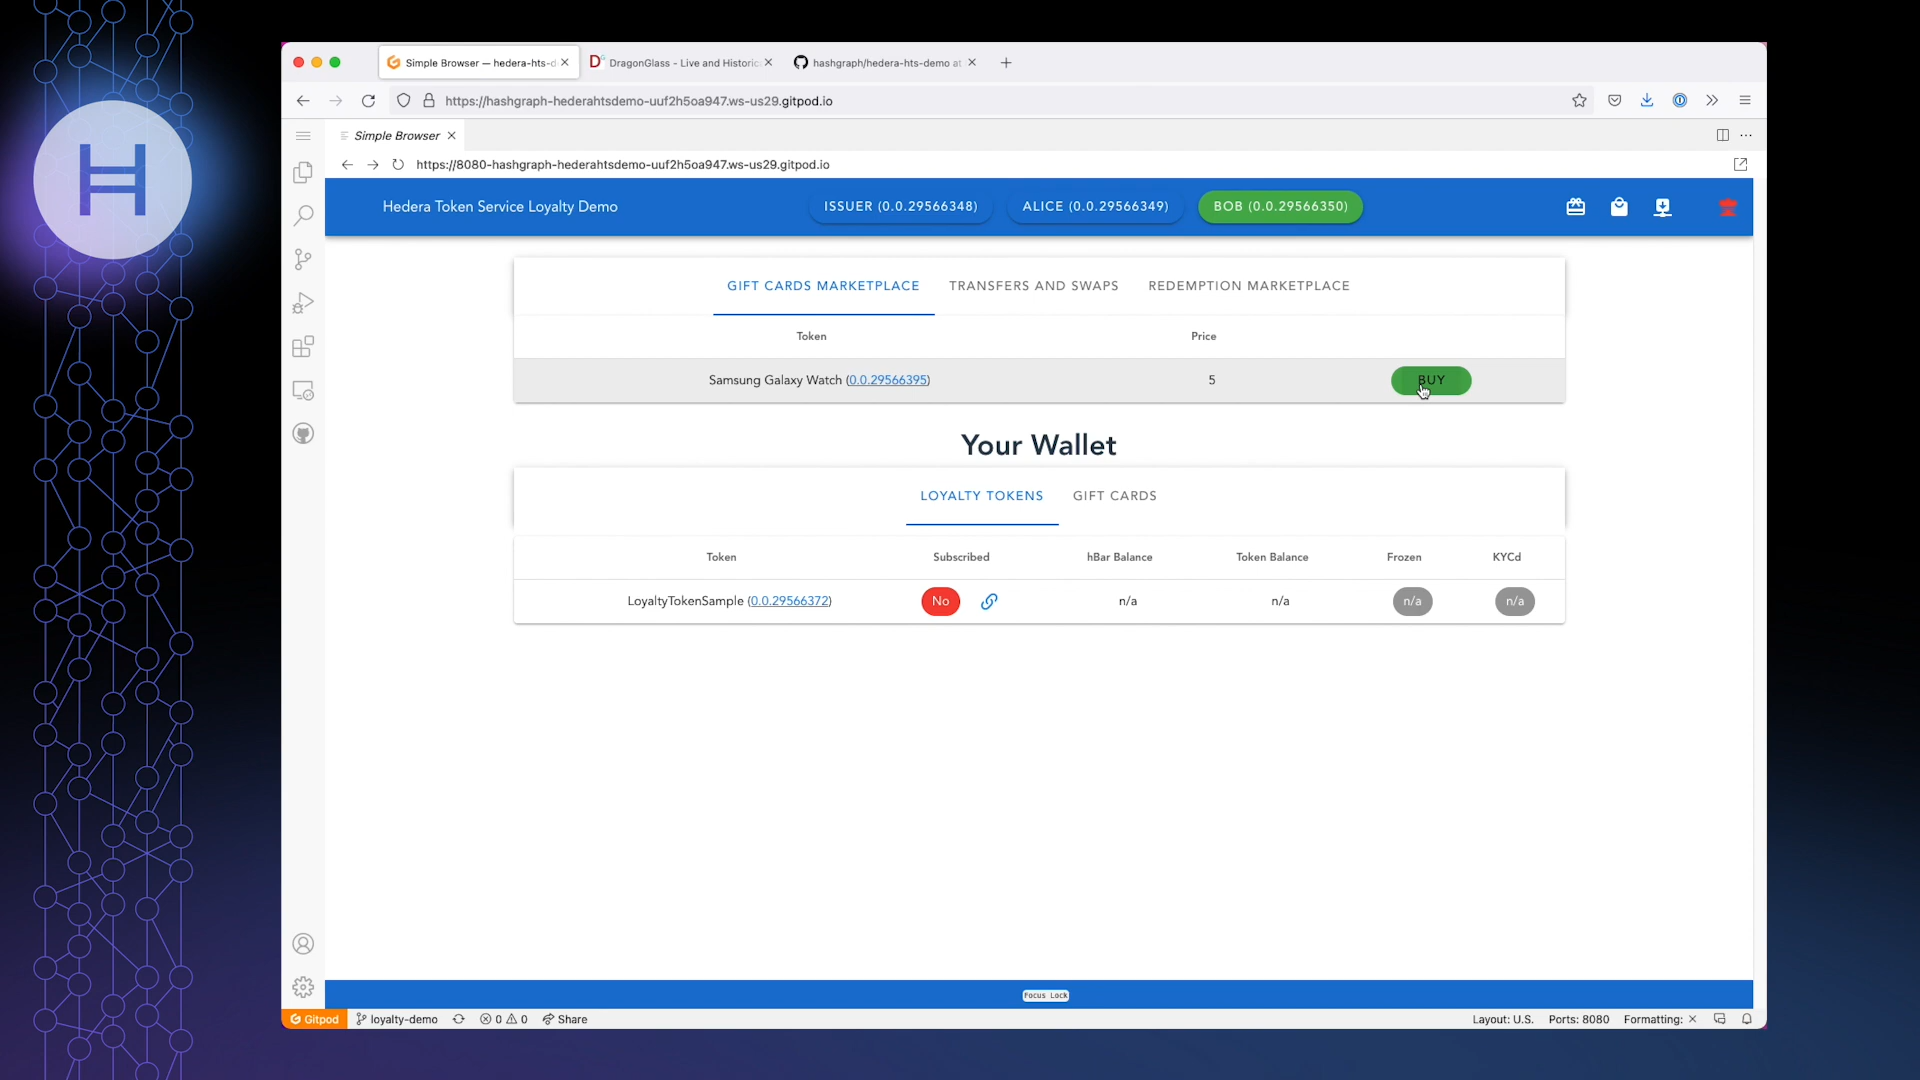 Simple Browser — hedera-hts-d
DragonGlass - Live and Historic
hashgraph/hedera-hts-demo at
https://hashgraph-hederahtsdemo-uuf2h5oa947.ws-us29.gitpod.io
Simple Browser
https://8080-hashgraph-hederahtsdemo-uuf2h5oa947.ws-us29.gitpod.io
Hedera Token Service Loyalty Demo
ISSUER (0.0.29566348)
ALICE (0.0.29566349)
BOB (0.0.29566350)
GIFT CARDS MARKETPLACE
TRANSFERS AND SWAPS
REDEMPTION MARKETPLACE
Token Price
Samsung Galaxy Watch (0.0.29566395) 5 BUY
Your Wallet
LOYALTY TOKENS
GIFT CARDS
Token Subscribed hBar Balance Token Balance Frozen KYCd
LoyaltyTokenSample (0.0.29566372) No n/a n/a n/a n/a
Focus Lock
Gitpod loyalty-demo 0 0 Share Layout: U.S. Ports: 8080 Formatting: ×